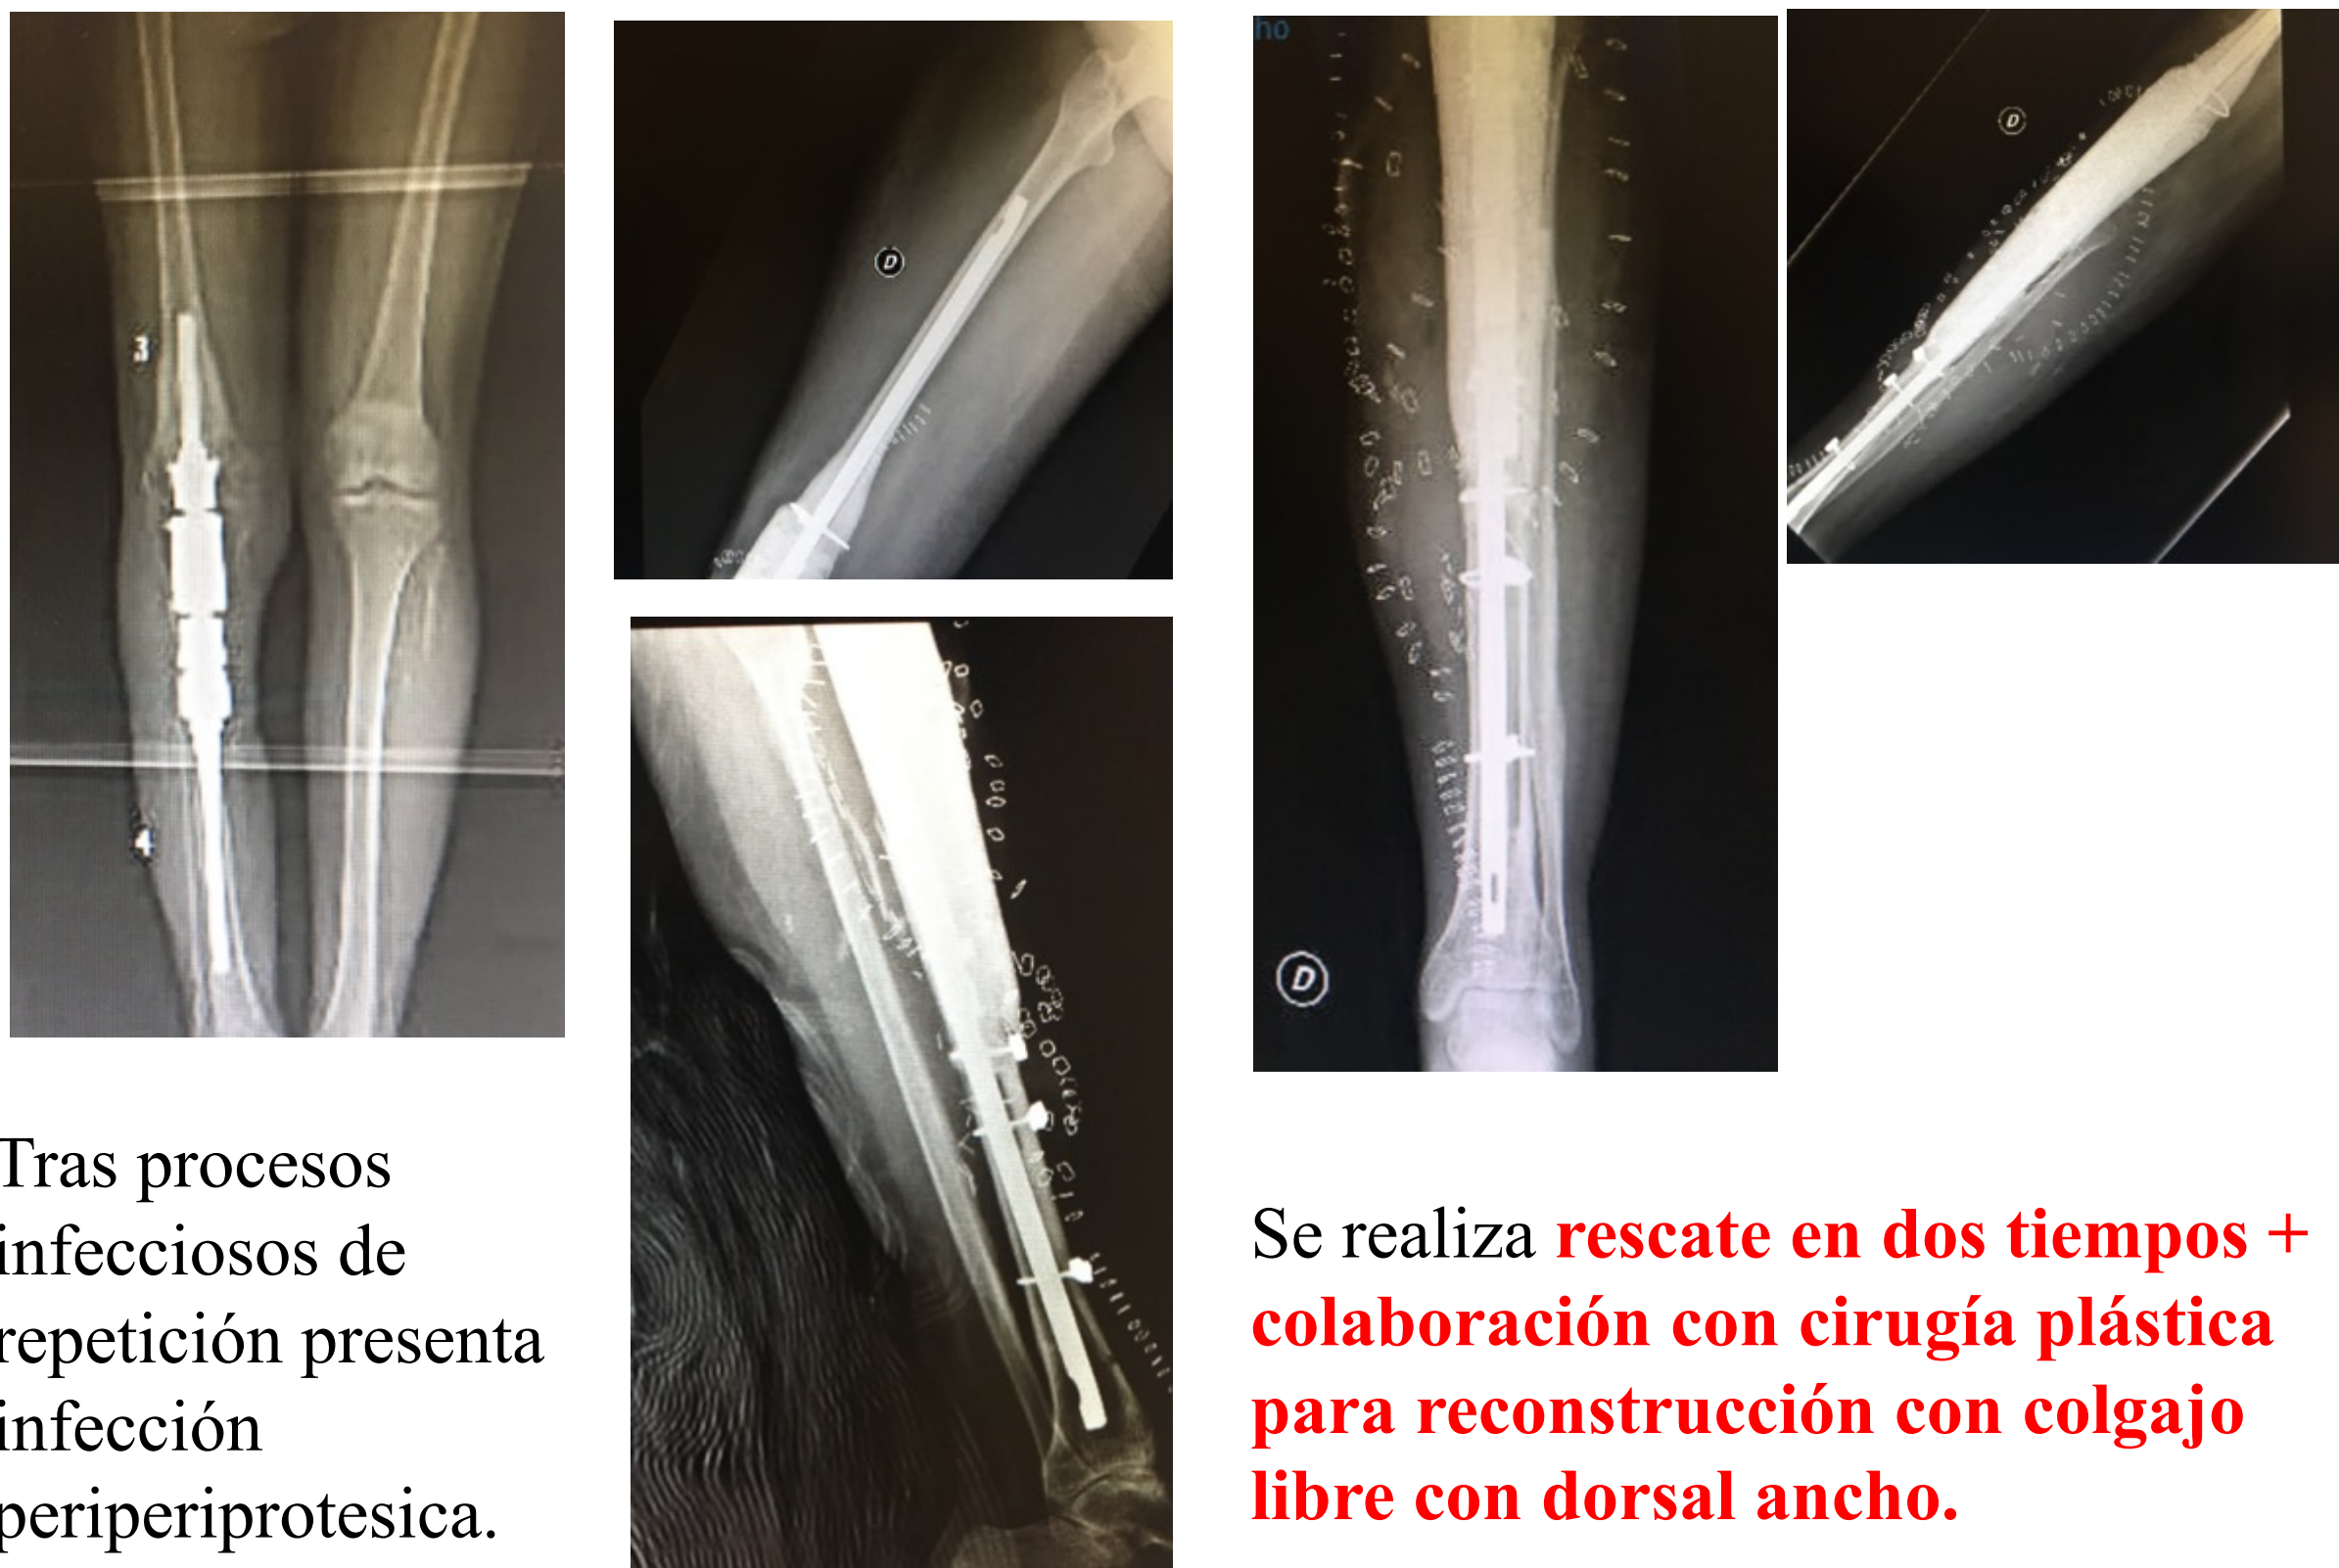 3
4
D
ho
D
D
Tras procesos
infecciosos de
repetición presenta
infección
periperiprotesica.
Se realiza rescate en dos tiempos +
colaboración con cirugía plástica
para reconstrucción con colgajo
libre con dorsal ancho.